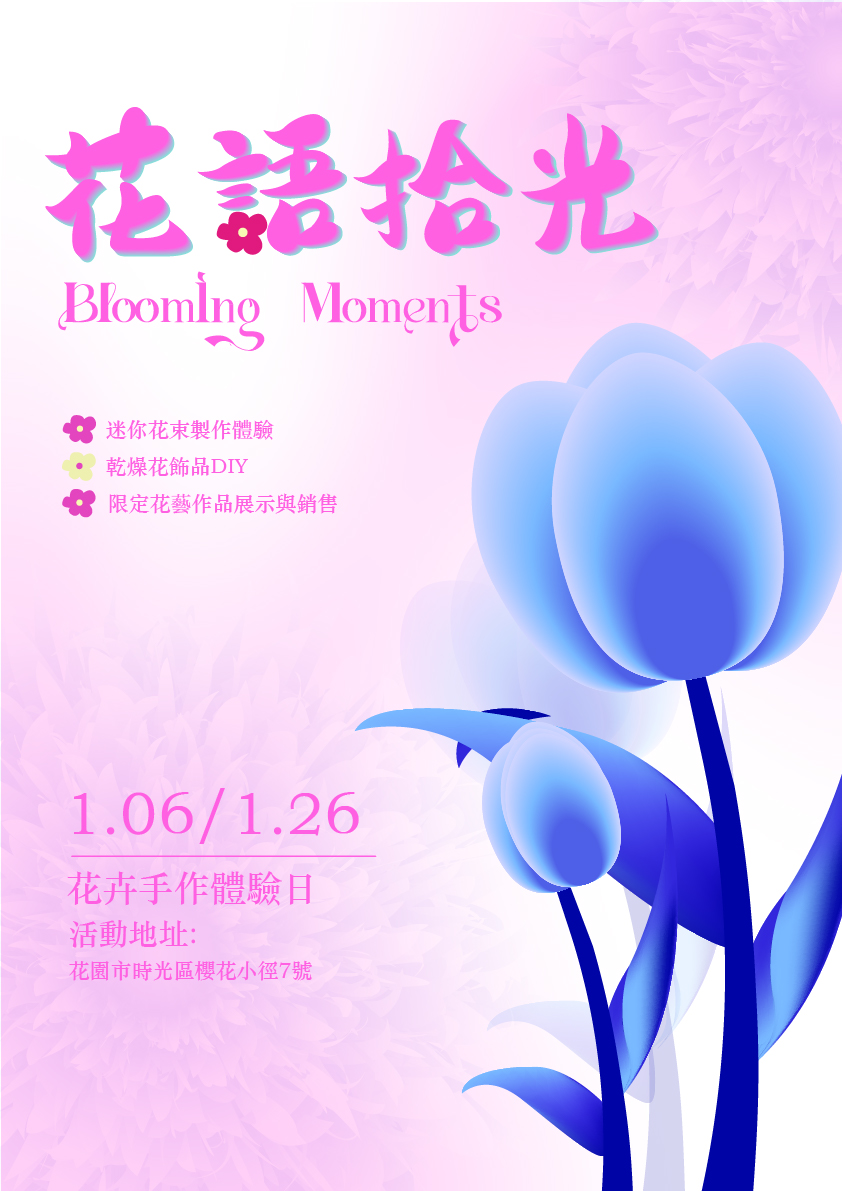 花語拾光
Blooming Moments
迷你花束製作體驗
乾燥花飾品DIY
限定花藝作品展示與銷售
1.06/1.26
花卉手作體驗日
活動地址:
花園市時光區櫻花小徑7號